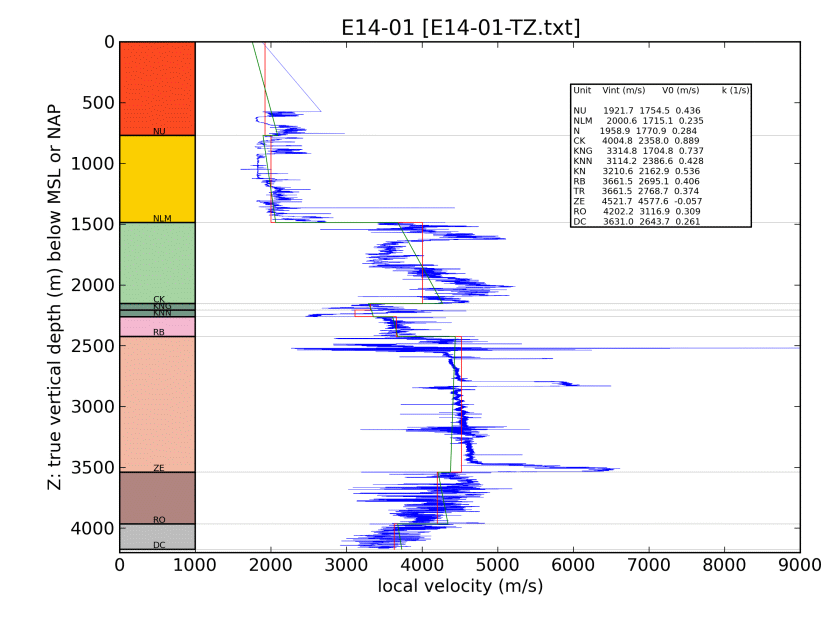 E14-01 [E14-01-TZ.txt]
Z: true vertical depth (m) below MSL or NAP
0
500
1000
1500
2000
2500
3000
3500
4000
NU
NLM
CK
KNG
KNN
RB
ZE
RO
DC
Unit Vint (m/s) V0 (m/s) k (1/s)
NU 1921.7 1754.5 0.436
NLM 2000.6 1715.1 0.235
N 1958.9 1770.9 0.284
CK 4004.8 2358.0 0.889
KNG 3314.8 1704.8 0.737
KNN 3114.2 2386.6 0.428
KN 3210.6 2162.9 0.536
RB 3661.5 2695.1 0.406
TR 3661.5 2768.7 0.374
ZE 4521.7 4577.6 -0.057
RO 4202.2 3116.9 0.309
DC 3631.0 2643.7 0.261
0 1000 2000 3000 4000 5000 6000 7000 8000 9000
local velocity (m/s)